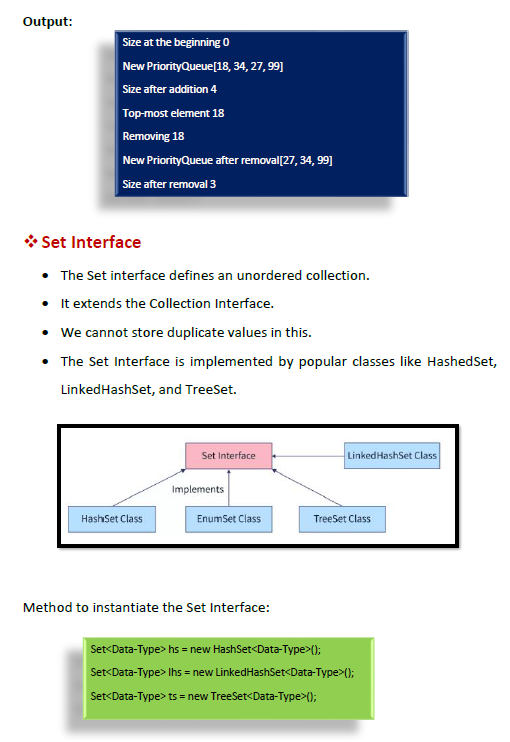 Output:
Size at the beginning 0
New PriorityQueue[18, 34, 27, 99]
Size after addition 4
Top-most element 18
Removing 18
New PriorityQueue after removal[27, 34, 99]
Size after removal 3
❖ Set Interface
• The Set interface defines an unordered collection.
• It extends the Collection Interface.
• We cannot store duplicate values in this.
• The Set Interface is implemented by popular classes like HashedSet,
LinkedHashSet, and TreeSet.
Set Interface
LinkedHashSet Class
Implements
HashSet Class
EnumSet Class
TreeSet Class
Method to instantiate the Set Interface:
Set<Data-Type> hs = new HashSet<Data-Type>();
Set<Data-Type> lhs = new LinkedHashSet<Data-Type>();
Set<Data-Type> ts = new TreeSet<Data-Type>();